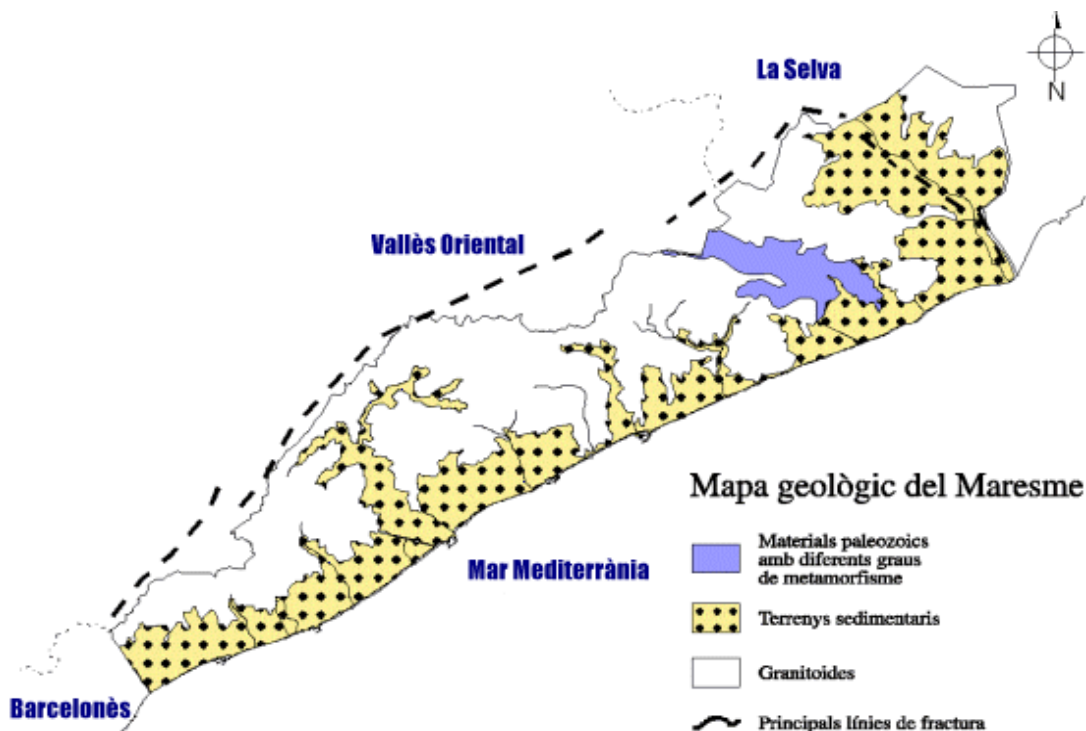 La Selva
N
Vallès Oriental
Mapa geològic del Maresme
Materials paleozoics
amb diferents graus
de metamorfisme
Mar Mediterrània
Terrenys sedimentaris
Granitoides
Barcelonès
Principals línies de fractura